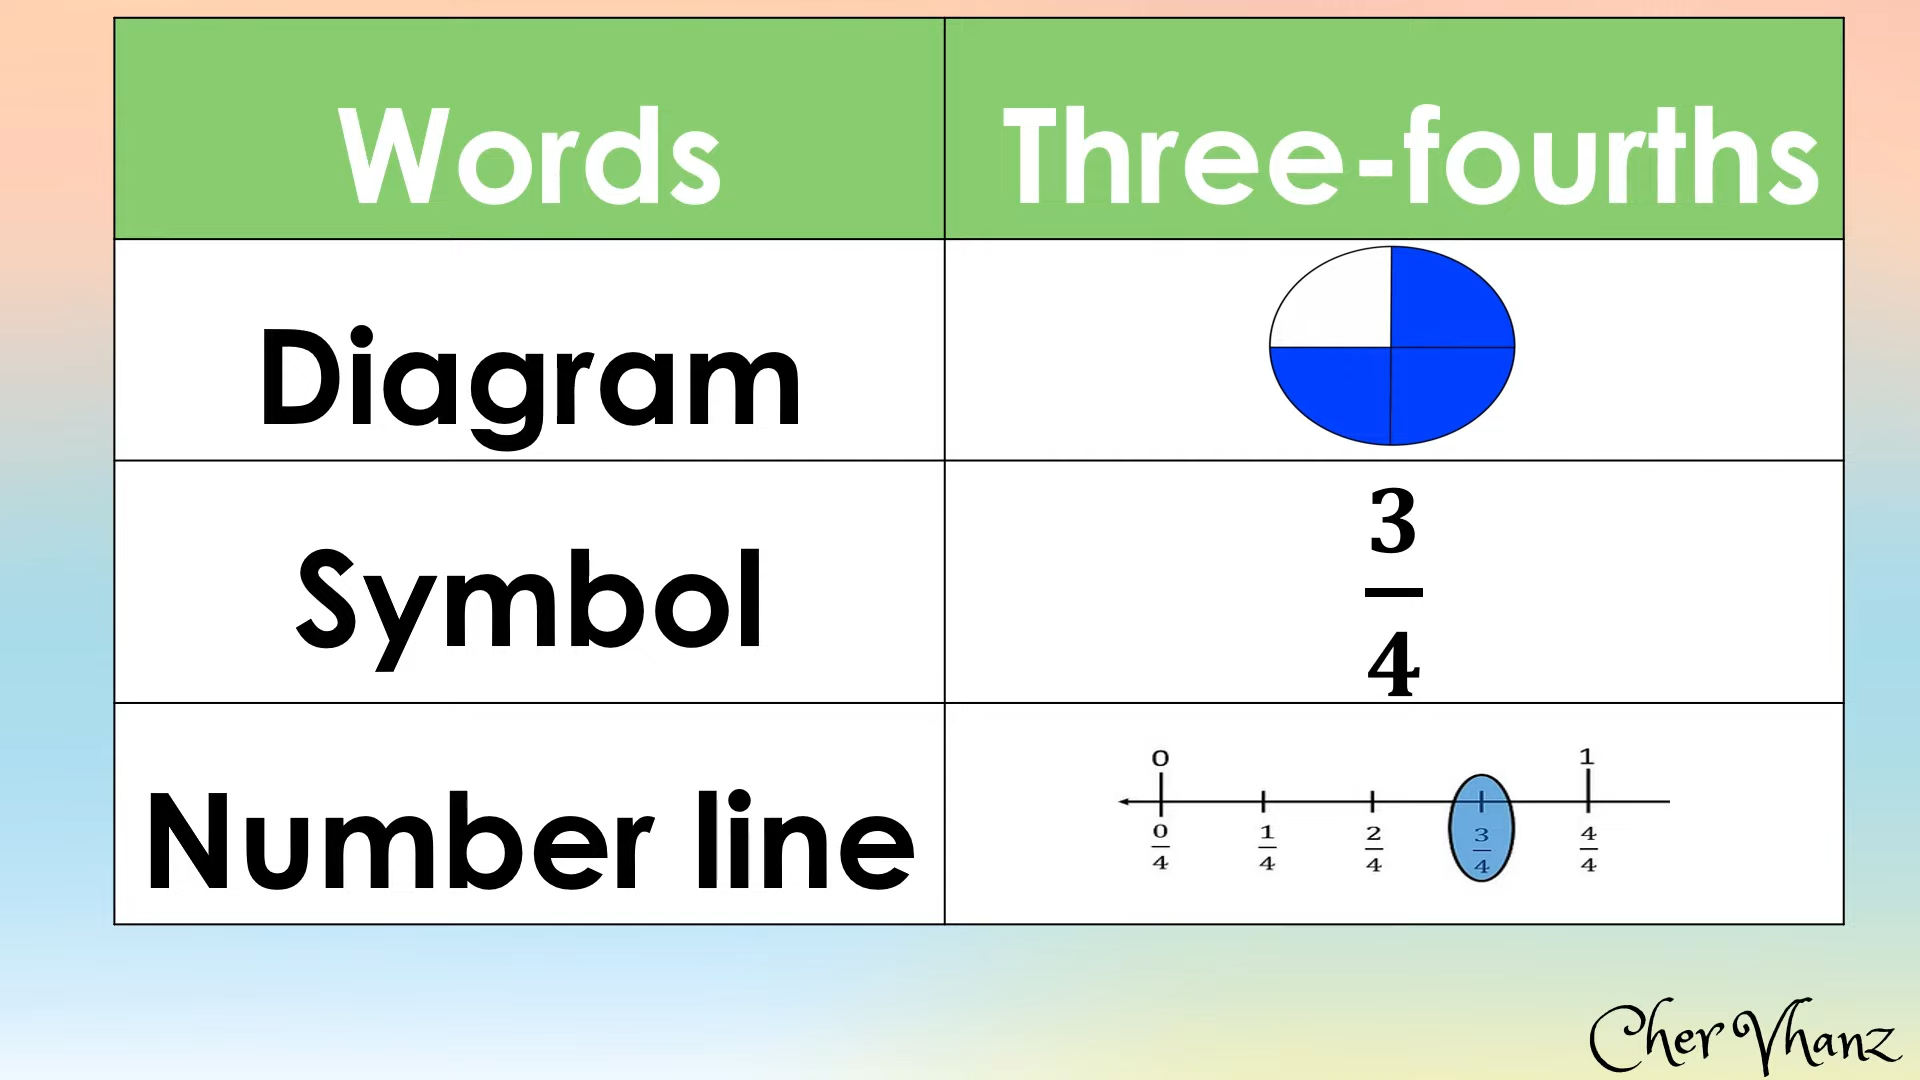 Words Three-fourths
Diagram
Symbol 3/4
Number line
0 1
0/4 1/4 2/4 3/4 4/4
Cher Vhanz